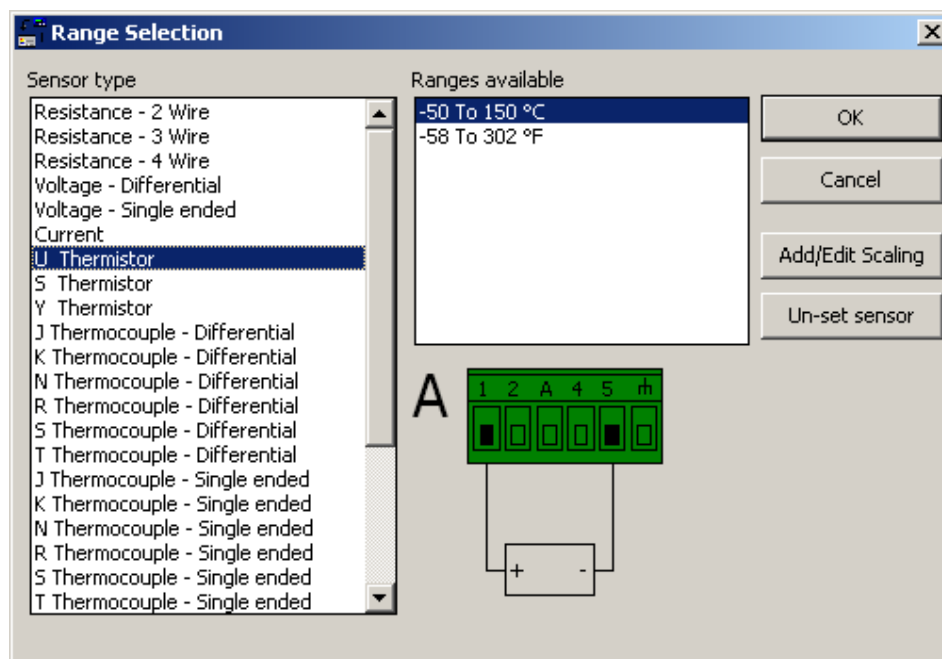 Range Selection
Sensor type
Resistance - 2 Wire
Resistance - 3 Wire
Resistance - 4 Wire
Voltage - Differential
Voltage - Single ended
Current
U Thermistor
S Thermistor
Y Thermistor
J Thermocouple - Differential
K Thermocouple - Differential
N Thermocouple - Differential
R Thermocouple - Differential
S Thermocouple - Differential
T Thermocouple - Differential
J Thermocouple - Single ended
K Thermocouple - Single ended
N Thermocouple - Single ended
R Thermocouple - Single ended
S Thermocouple - Single ended
T Thermocouple - Single ended
Ranges available
-50 To 150 °C
-58 To 302 °F
OK
Cancel
Add/Edit Scaling
Un-set sensor
A
1 2 A 4 5
+ -